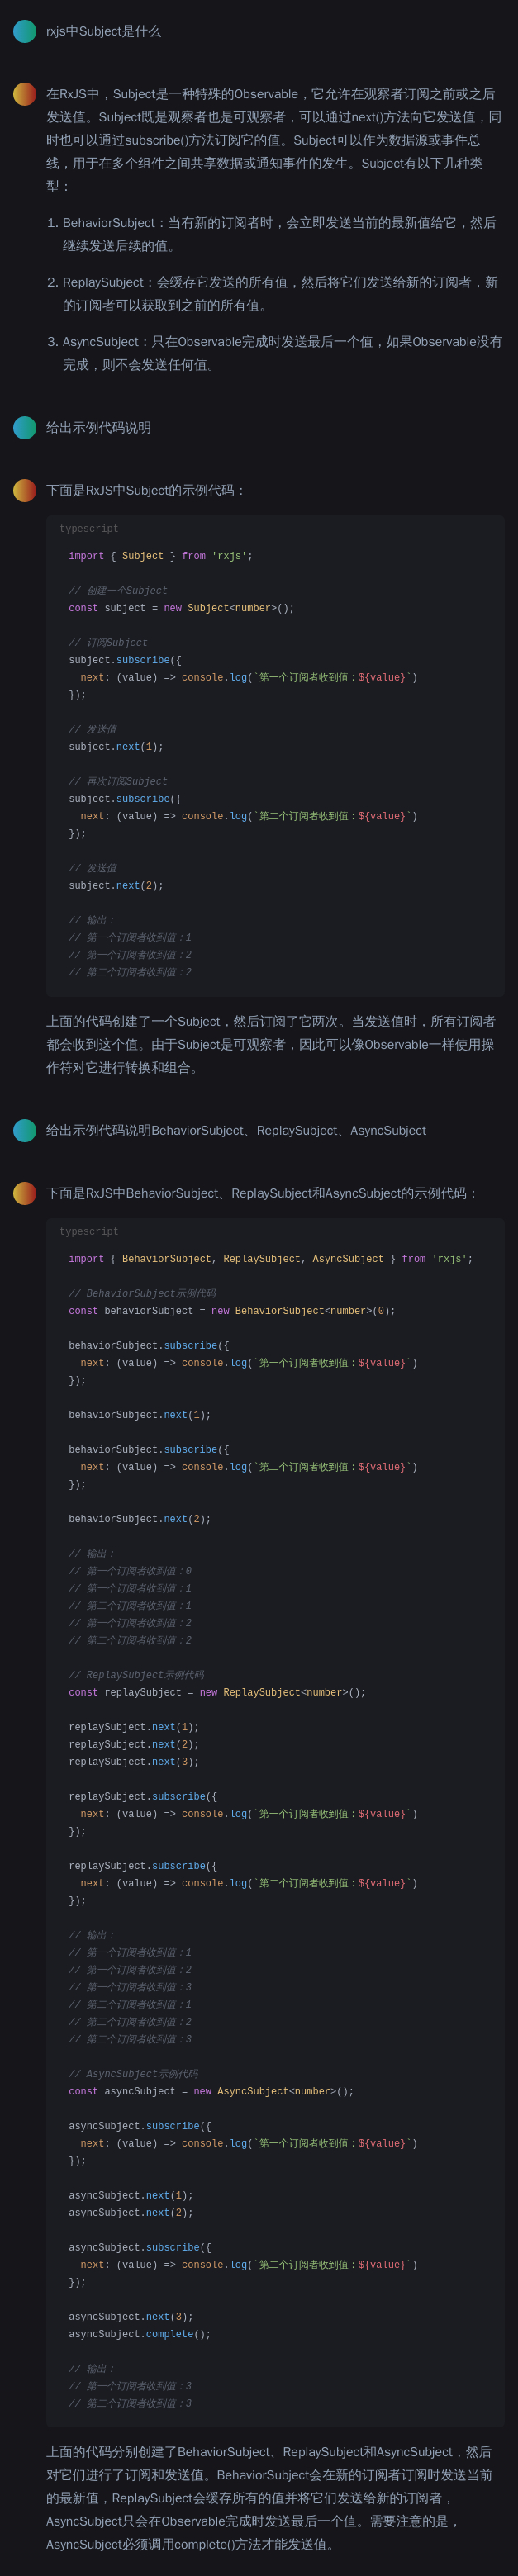 rxjs中Subject是什么
在RxJS中，Subject是一种特殊的Observable，它允许在观察者订阅之前或之后
发送值。Subject既是观察者也是可观察者，可以通过next()方法向它发送值，同
时也可以通过subscribe()方法订阅它的值。Subject可以作为数据源或事件总
线，用于在多个组件之间共享数据或通知事件的发生。Subject有以下几种类
型：
1. BehaviorSubject：当有新的订阅者时，会立即发送当前的最新值给它，然后
继续发送后续的值。
2. ReplaySubject：会缓存它发送的所有值，然后将它们发送给新的订阅者，新
的订阅者可以获取到之前的所有值。
3. AsyncSubject：只在Observable完成时发送最后一个值，如果Observable没有
完成，则不会发送任何值。
给出示例代码说明
下面是RxJS中Subject的示例代码：
typescript
import { Subject } from 'rxjs';
// 创建一个Subject
const subject = new Subject<number>();
// 订阅Subject
subject.subscribe({
next: (value) => console.log(`第一个订阅者收到值：${value}`)
});
// 发送值
subject.next(1);
// 再次订阅Subject
subject.subscribe({
next: (value) => console.log(`第二个订阅者收到值：${value}`)
});
// 发送值
subject.next(2);
// 输出：
// 第一个订阅者收到值：1
// 第一个订阅者收到值：2
// 第二个订阅者收到值：2
上面的代码创建了一个Subject，然后订阅了它两次。当发送值时，所有订阅者
都会收到这个值。由于Subject是可观察者，因此可以像Observable一样使用操
作符对它进行转换和组合。
给出示例代码说明BehaviorSubject、ReplaySubject、AsyncSubject
下面是RxJS中BehaviorSubject、ReplaySubject和AsyncSubject的示例代码：
typescript
import { BehaviorSubject, ReplaySubject, AsyncSubject } from 'rxjs';
// BehaviorSubject示例代码
const behaviorSubject = new BehaviorSubject<number>(0);
behaviorSubject.subscribe({
next: (value) => console.log(`第一个订阅者收到值：${value}`)
});
behaviorSubject.next(1);
behaviorSubject.subscribe({
next: (value) => console.log(`第二个订阅者收到值：${value}`)
});
behaviorSubject.next(2);
// 输出：
// 第一个订阅者收到值：0
// 第一个订阅者收到值：1
// 第二个订阅者收到值：1
// 第一个订阅者收到值：2
// 第二个订阅者收到值：2
// ReplaySubject示例代码
const replaySubject = new ReplaySubject<number>();
replaySubject.next(1);
replaySubject.next(2);
replaySubject.next(3);
replaySubject.subscribe({
next: (value) => console.log(`第一个订阅者收到值：${value}`)
});
replaySubject.subscribe({
next: (value) => console.log(`第二个订阅者收到值：${value}`)
});
// 输出：
// 第一个订阅者收到值：1
// 第一个订阅者收到值：2
// 第一个订阅者收到值：3
// 第二个订阅者收到值：1
// 第二个订阅者收到值：2
// 第二个订阅者收到值：3
// AsyncSubject示例代码
const asyncSubject = new AsyncSubject<number>();
asyncSubject.subscribe({
next: (value) => console.log(`第一个订阅者收到值：${value}`)
});
asyncSubject.next(1);
asyncSubject.next(2);
asyncSubject.subscribe({
next: (value) => console.log(`第二个订阅者收到值：${value}`)
});
asyncSubject.next(3);
asyncSubject.complete();
// 输出：
// 第一个订阅者收到值：3
// 第二个订阅者收到值：3
上面的代码分别创建了BehaviorSubject、ReplaySubject和AsyncSubject，然后
对它们进行了订阅和发送值。BehaviorSubject会在新的订阅者订阅时发送当前
的最新值，ReplaySubject会缓存所有的值并将它们发送给新的订阅者，
AsyncSubject只会在Observable完成时发送最后一个值。需要注意的是，
AsyncSubject必须调用complete()方法才能发送值。